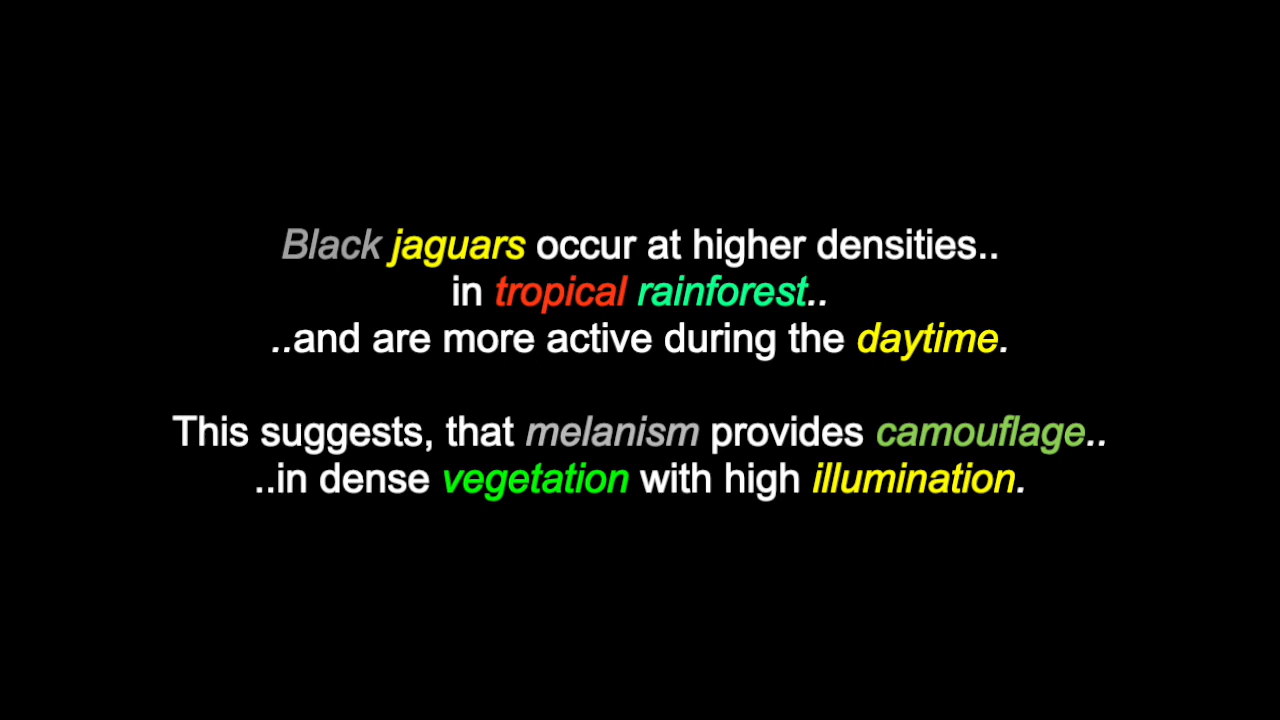 Black jaguars occur at higher densities..
in tropical rainforest..
..and are more active during the daytime.
This suggests, that melanism provides camouflage..
..in dense vegetation with high illumination.